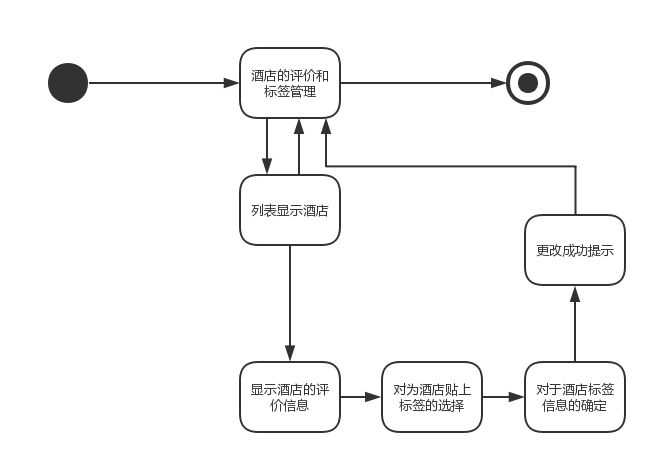 酒店的评价和
标签管理
列表显示酒店
更改成功提示
显示酒店的评
价信息
对为酒店贴上
标签的选择
对于酒店标签
信息的确定